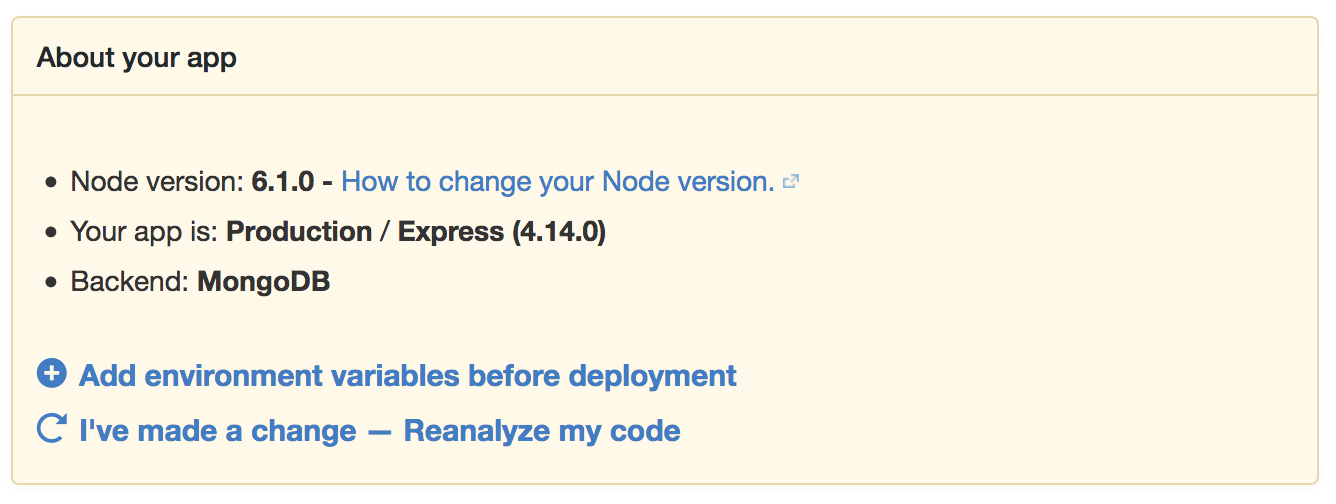 About your app
Node version: 6.1.0 - How to change your Node version.
Your app is: Production / Express (4.14.0)
Backend: MongoDB
Add environment variables before deployment
I've made a change — Reanalyze my code